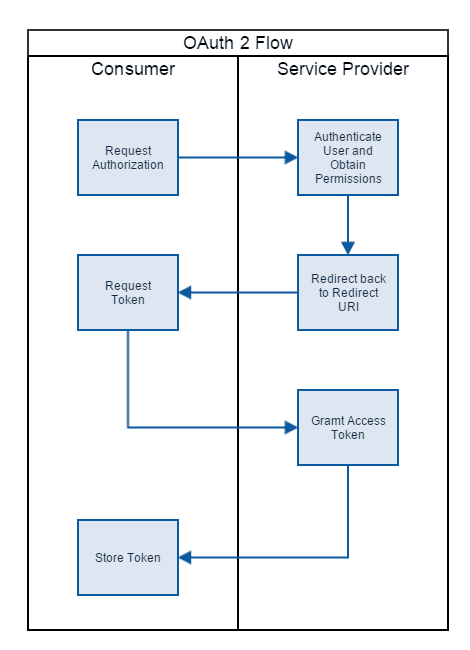 OAuth 2 Flow
Consumer
Service Provider
Request
Authorization
Authenticate
User and
Obtain
Permissions
Request
Token
Redirect back
to Redirect
URI
Gramt Access
Token
Store Token